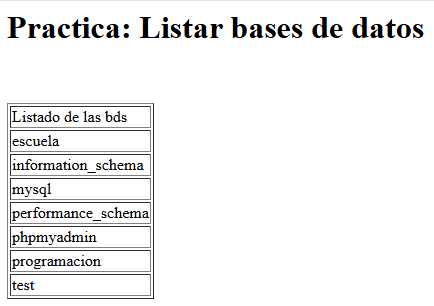 Practica: Listar bases de datos
Listado de las bds
escuela
information_schema
mysql
performance_schema
phpmyadmin
programacion
test